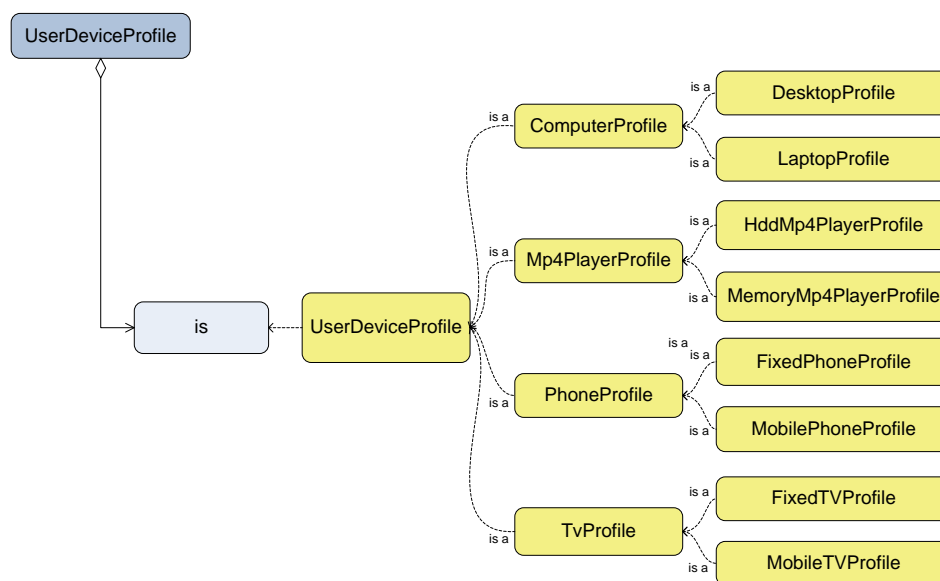 UserDeviceProfile
is a
DesktopProfile
is a
ComputerProfile
is a
LaptopProfile
is a
HddMp4PlayerProfile
is a
Mp4PlayerProfile
is a
MemoryMp4PlayerProfile
is
UserDeviceProfile
is a
is a
FixedPhoneProfile
PhoneProfile
is a
is a
MobilePhoneProfile
is a
FixedTVProfile
TvProfile
is a
is a
MobileTVProfile